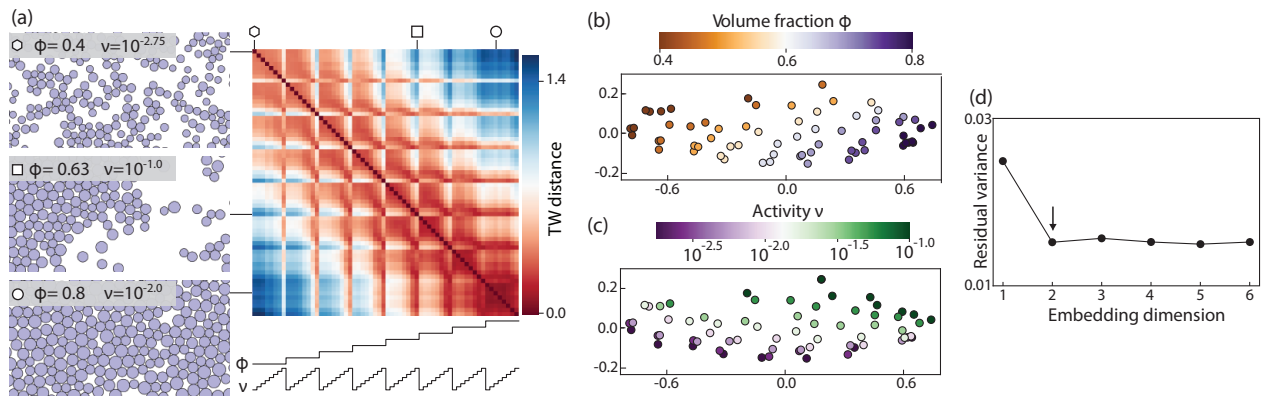 (a)
ϕ= 0.4 ν=10^-2.75
ϕ= 0.63 ν=10^-1.0
ϕ= 0.8 ν=10^-2.0
1.4
TW distance
0.0
ϕ
ν
(b)
Volume fraction ϕ
0.4 0.6 0.8
0.2
0.0
-0.2
-0.6 0.0 0.6
(c)
Activity ν
10^-2.5 10^-2.0 10^-1.5 10^-1.0
0.2
0.0
-0.2
-0.6 0.0 0.6
(d)
0.03
Residual variance
0.01
1 2 3 4 5 6
Embedding dimension